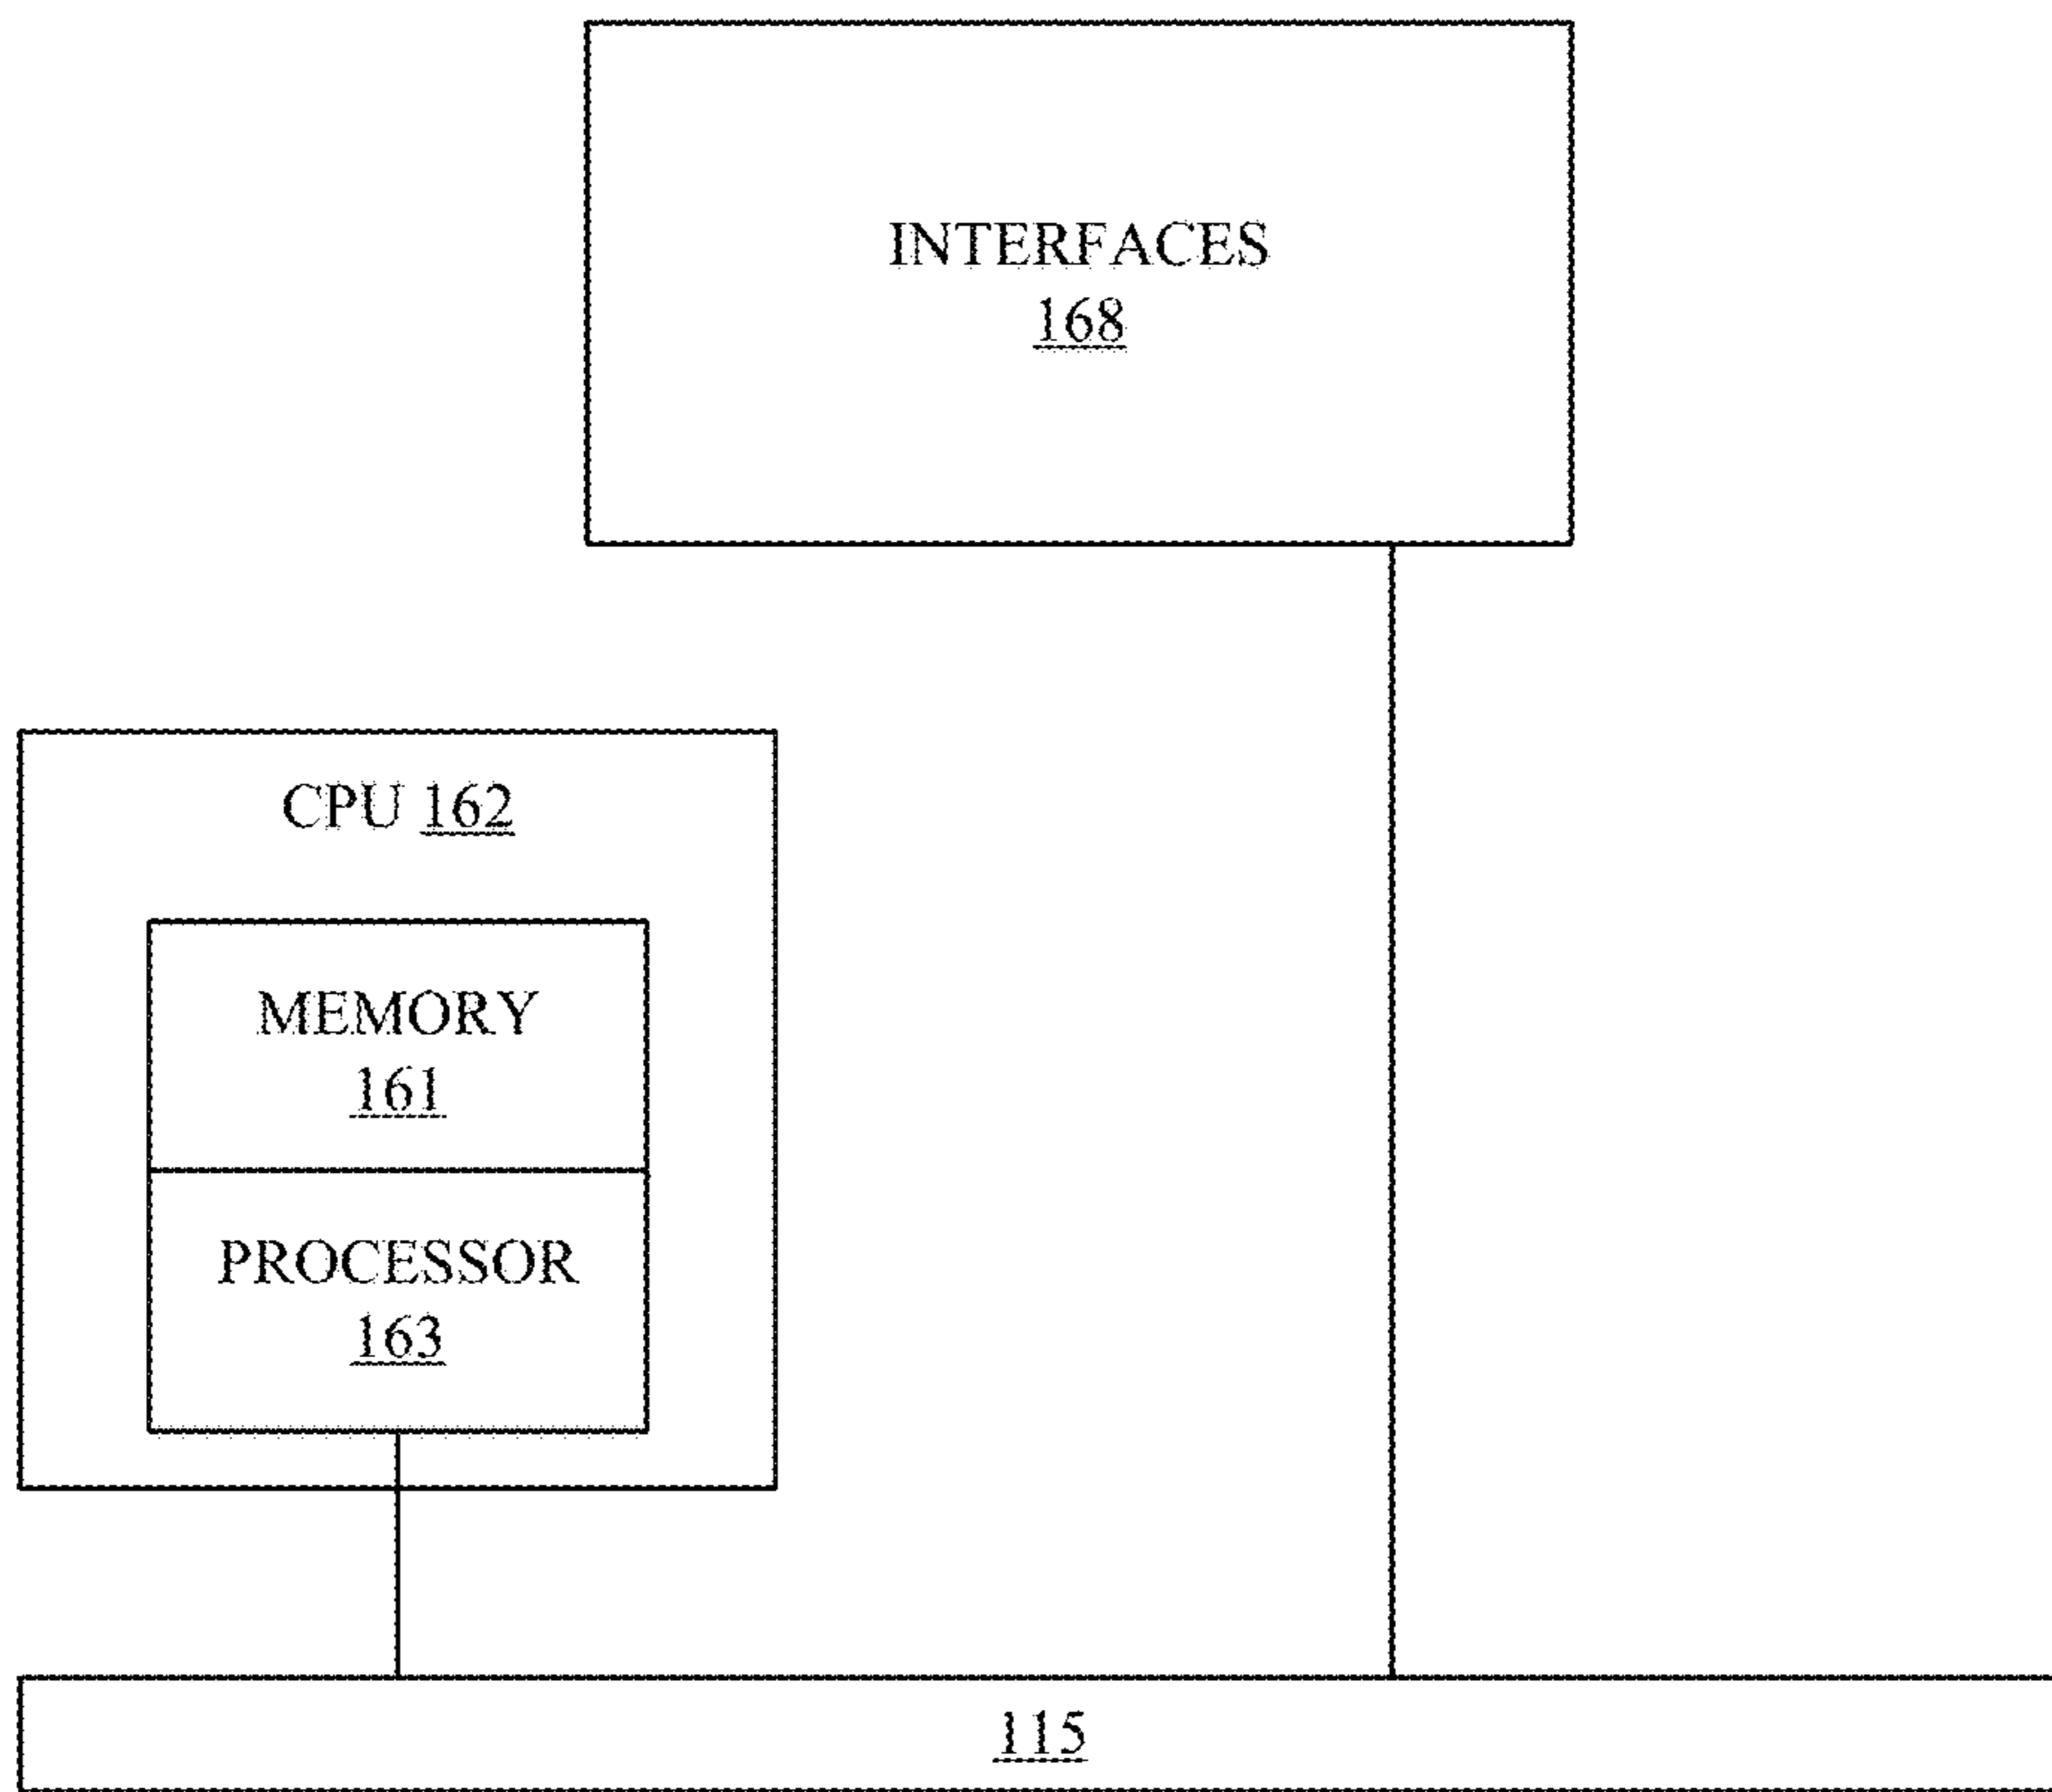 INTERFACES
168
CPU 162
MEMORY
161
PROCESSOR
163
115